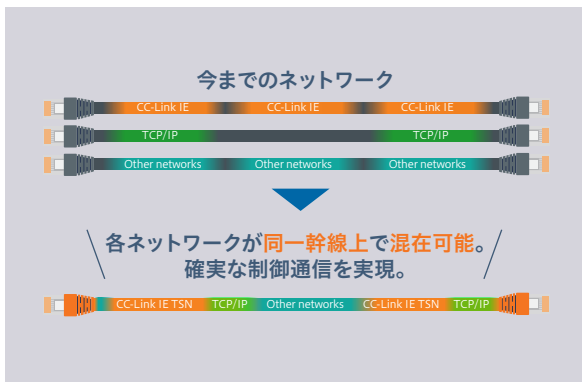 今までのネットワーク
CC-Link IE CC-Link IE CC-Link IE
TCP/IP TCP/IP
Other networks Other networks Other networks
各ネットワークが同一幹線上で混在可能。
確実な制御通信を実現。
CC-Link IE TSN TCP/IP Other networks CC-Link IE TSN TCP/IP